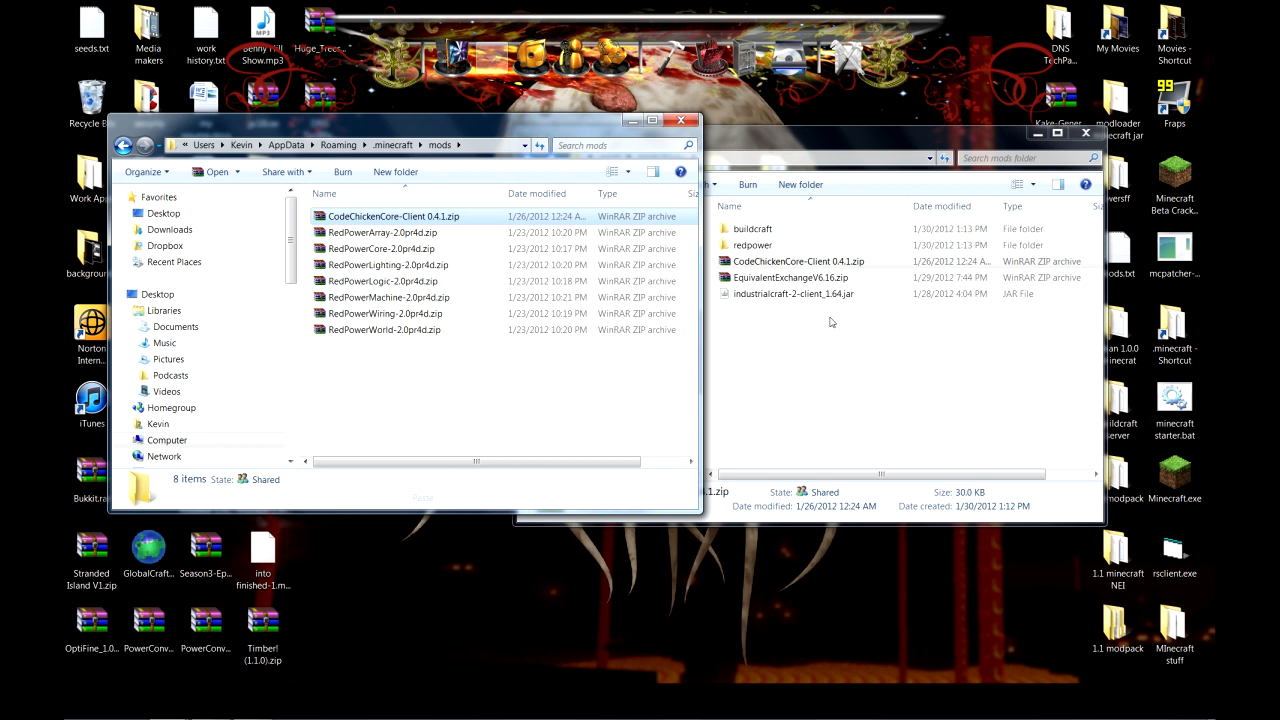 seeds.txt
Media makers
work history.txt
Benny Hill Show.mp3
MP3
Huge_Trees...
DNS TechPa...
My Movies
Movies - Shortcut
Recycle B
99
Fraps
modloader
Users Kevin AppData Roaming .minecraft mods
Search mods
Search mods folder
Organize Open Share with Burn New folder
Burn New folder
Name Date modified Type Siz
Name Date modified Type Siz
Favorites
Desktop
Downloads
Dropbox
Recent Places
Desktop
Libraries
Documents
Music
Pictures
Podcasts
Videos
Homegroup
Kevin
Computer
Network
CodeChickenCore-Client 0.4.1.zip 1/26/2012 12:24 A... WinRAR ZIP archive
RedPowerArray-2.0pr4d.zip 1/23/2012 10:20 PM WinRAR ZIP archive
RedPowerCore-2.0pr4d.zip 1/23/2012 10:17 PM WinRAR ZIP archive
RedPowerLighting-2.0pr4d.zip 1/23/2012 10:18 PM WinRAR ZIP archive
RedPowerLogic-2.0pr4d.zip 1/23/2012 10:18 PM WinRAR ZIP archive
RedPowerMachine-2.0pr4d.zip 1/23/2012 10:21 PM WinRAR ZIP archive
RedPowerWiring-2.0pr4d.zip 1/23/2012 10:19 PM WinRAR ZIP archive
RedPowerWorld-2.0pr4d.zip 1/23/2012 10:20 PM WinRAR ZIP archive
8 items State: Shared
Paste
buildcraft 1/30/2012 1:13 PM File folder
redpower 1/30/2012 1:13 PM File folder
CodeChickenCore-Client 0.4.1.zip 1/26/2012 12:24 A... WinRAR ZIP archive
EquivalentExchangeV6.16.zip 1/29/2012 7:44 PM WinRAR ZIP archive
industrialcraft-2-client_1.64.jar 1/28/2012 4:04 PM JAR File
.1.zip State: Shared Size: 30.0 KB
Date modified: 1/26/2012 12:24 AM Date created: 1/30/2012 1:12 PM
Work Ap
background
Norton Intern...
iTunes
Bukkit.ra
Minecraft Beta Crack...
mcpatcher-...
.minecraft - Shortcut
minecraft starter.bat
modpack
Minecraft.exe
Stranded Island V1.zip
GlobalCraft...
Season3-Ep...
into finished-1.m...
1.1 minecraft NEI
rsclient.exe
OptiFine_1.0...
PowerConv...
PowerConv...
Timber! (1.1.0).zip
1.1 modpack
MInecraft stuff